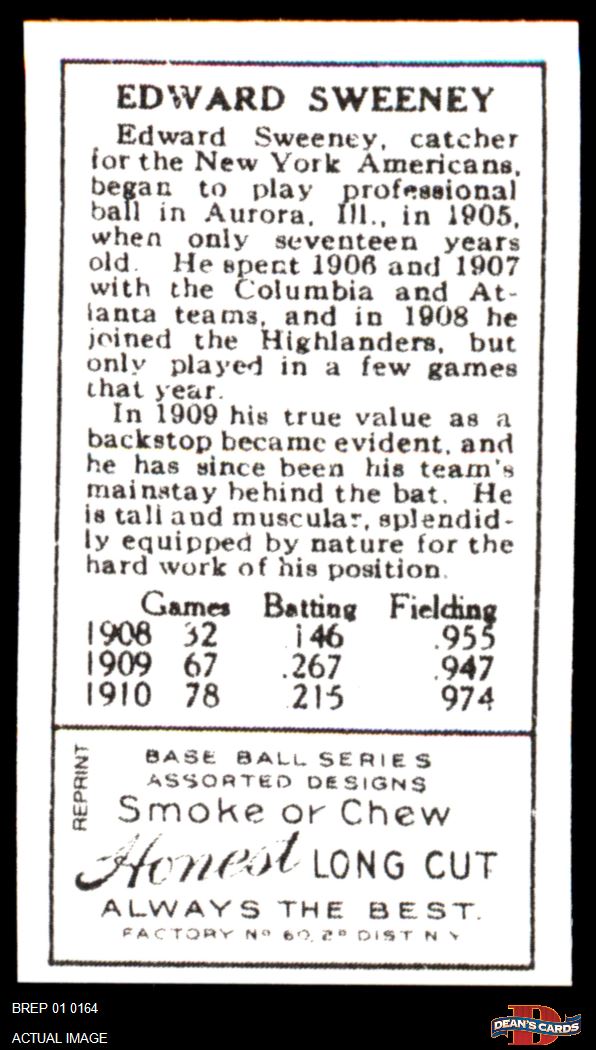 EDWARD SWEENEY
Edward Sweeney, catcher
for the New York Americans,
began to play professional
ball in Aurora, Ill., in 1905,
when only seventeen years
old. He spent 1906 and 1907
with the Columbia and At-
lanta teams, and in 1908 he
joined the Highlanders, but
only played in a few games
that year.
In 1909 his true value as a
backstop became evident, and
he has since been his team's
mainstay behind the bat. He
is tall and muscular, splendid-
ly equipped by nature for the
hard work of his position.
Games Batting Fielding
1908 32 .146 .955
1909 67 .267 .947
1910 78 .215 974
REPRINT
BASE BALL SERIES
ASSORTED DESIGNS
Smoke or Chew
Honest LONG CUT
ALWAYS THE BEST.
FACTORY Nº 60, 2ᴰ DIST N Y
BREP 01 0164
ACTUAL IMAGE
D
DEAN'S CARDS